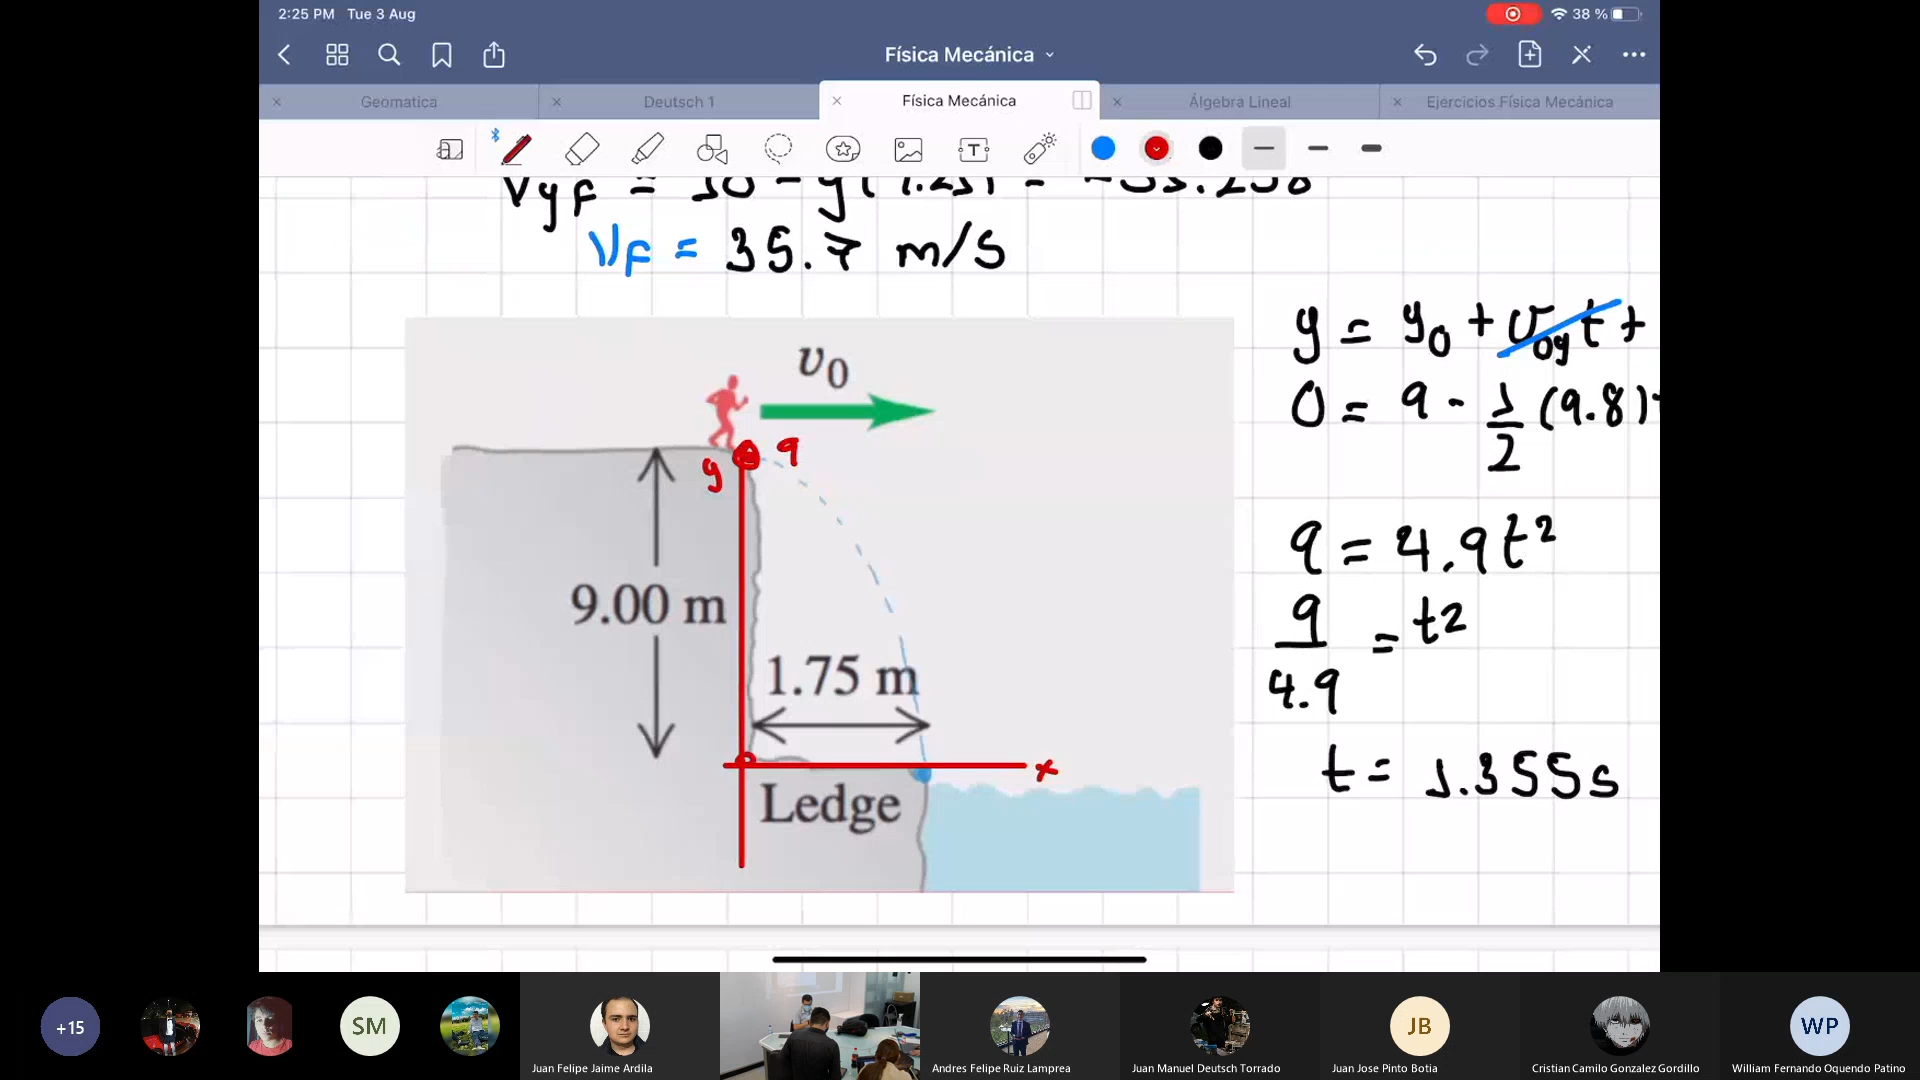 2:25 PM Tue 3 Aug
38 %
Física Mecánica
Geomatica
Deutsch 1
Física Mecánica
Álgebra Lineal
Ejercicios Física Mecánica
T
VyF =
VF = 35.7 m/s
y = y0 + v0yt +
0 = 9 - 1/2 (9.8)
v0
y
9
9 = 4.9t²
9.00 m
9/4.9 = t²
1.75 m
t = 1.355s
x
Ledge
+15
SM
JB
WP
Juan Felipe Jaime Ardila
Andres Felipe Ruiz Lamprea
Juan Manuel Deutsch Torrado
Juan Jose Pinto Botia
Cristian Camilo Gonzalez Gordillo
William Fernando Oquendo Patino